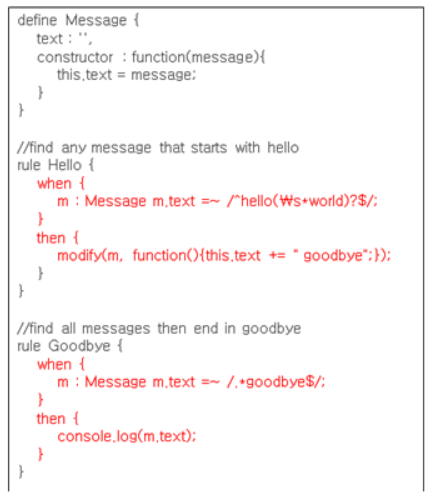 define Message {
text : '',
constructor : function(message){
this.text = message;
}
}
//find any message that starts with hello
rule Hello {
when {
m : Message m.text =~ /^hello(₩s*world)?$/;
}
then {
modify(m, function(){this.text += " goodbye";});
}
}
//find all messages then end in goodbye
rule Goodbye {
when {
m : Message m.text =~ /.*goodbye$/;
}
then {
console.log(m.text);
}
}